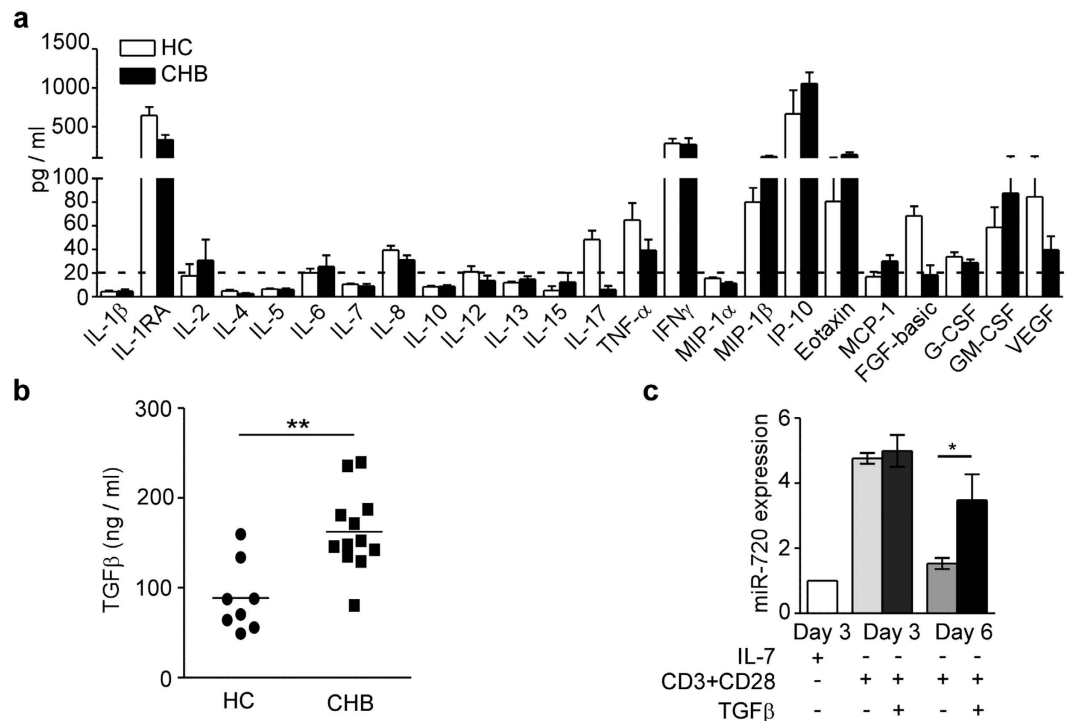 a
1500
1000
500
100
80
60
40
20
0
pg / ml
HC
CHB
IL-1β
IL-1RA
IL-2
IL-4
IL-5
IL-6
IL-7
IL-8
IL-10
IL-12
IL-13
IL-15
IL-17
TNF-α
IFNγ
MIP-1α
MIP-1β
IP-10
Eotaxin
MCP-1
FGF-basic
G-CSF
GM-CSF
VEGF
b
300
200
100
0
TGFβ (ng / ml)
**
HC
CHB
c
6
4
2
0
miR-720 expression
*
Day 3 Day 3 Day 6
IL-7 + - - - -
CD3+CD28 - + + + +
TGFβ - - + - +